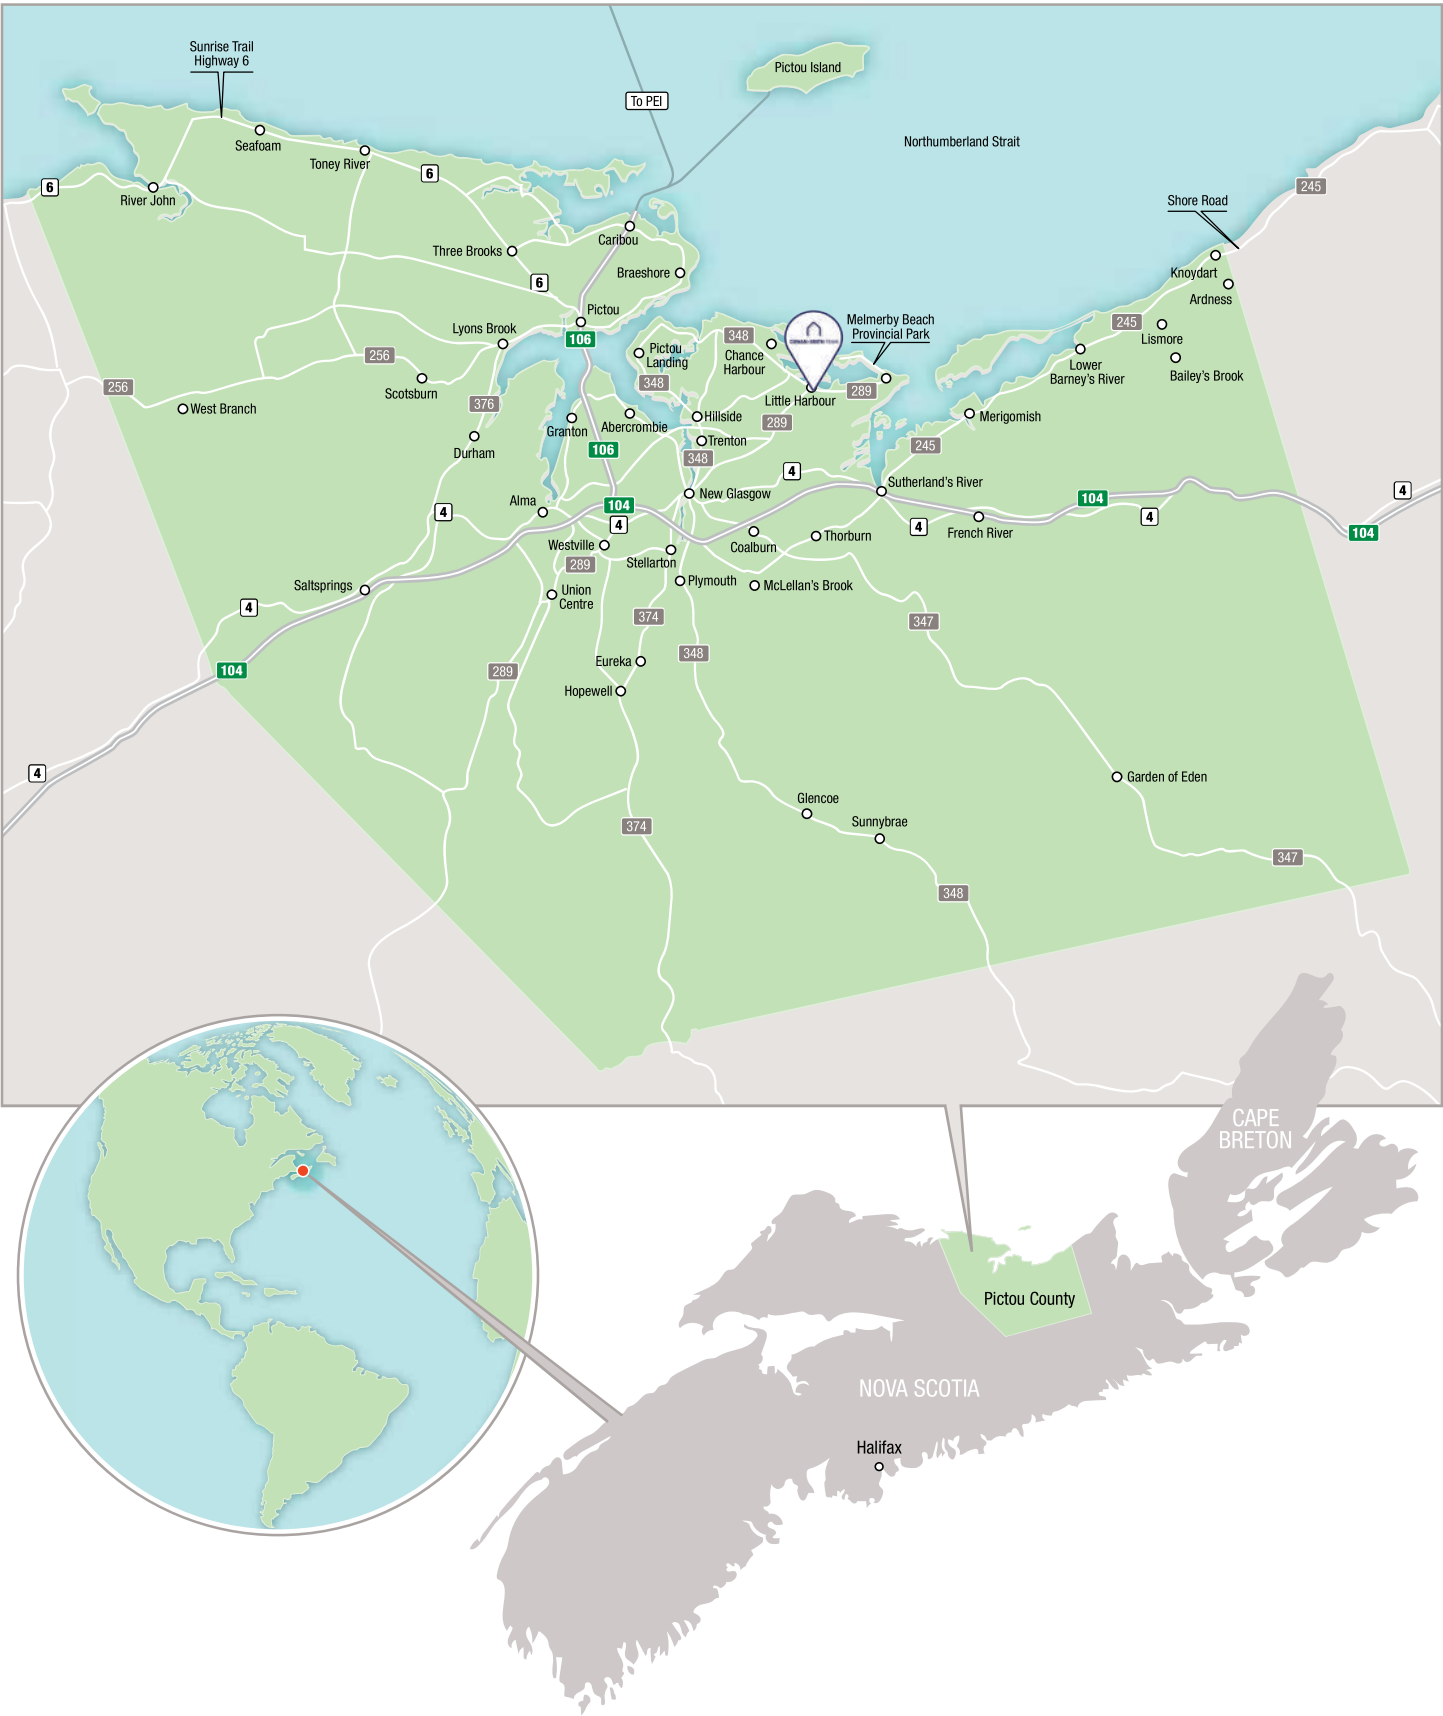 Sunrise Trail
Highway 6
Pictou Island
To PEI
Northumberland Strait
Seafoam
Toney River
6
6
River John
245
Shore Road
Caribou
Three Brooks
Braeshore
Knoydart
Ardness
6
Pictou
Lyons Brook
106
Melmerby Beach
Provincial Park
245
Lismore
348
Chance
Harbour
Pictou
Landing
256
Lower
Barney's River
Bailey's Brook
256
Scotsburn
348
289
Little Harbour
West Branch
376
Granton
Abercrombie
Hillside
289
Merigomish
Durham
106
Trenton
348
245
4
Sutherland's River
New Glasgow
Alma
104
104
4
4
4
4
4
French River
104
Westville
Coalburn
Thorburn
Stellarton
289
Saltsprings
Union
Centre
Plymouth
McLellan's Brook
4
374
347
348
Eureka
104
289
Hopewell
4
Garden of Eden
Glencoe
Sunnybrae
374
347
348
CAPE
BRETON
Pictou County
NOVA SCOTIA
Halifax